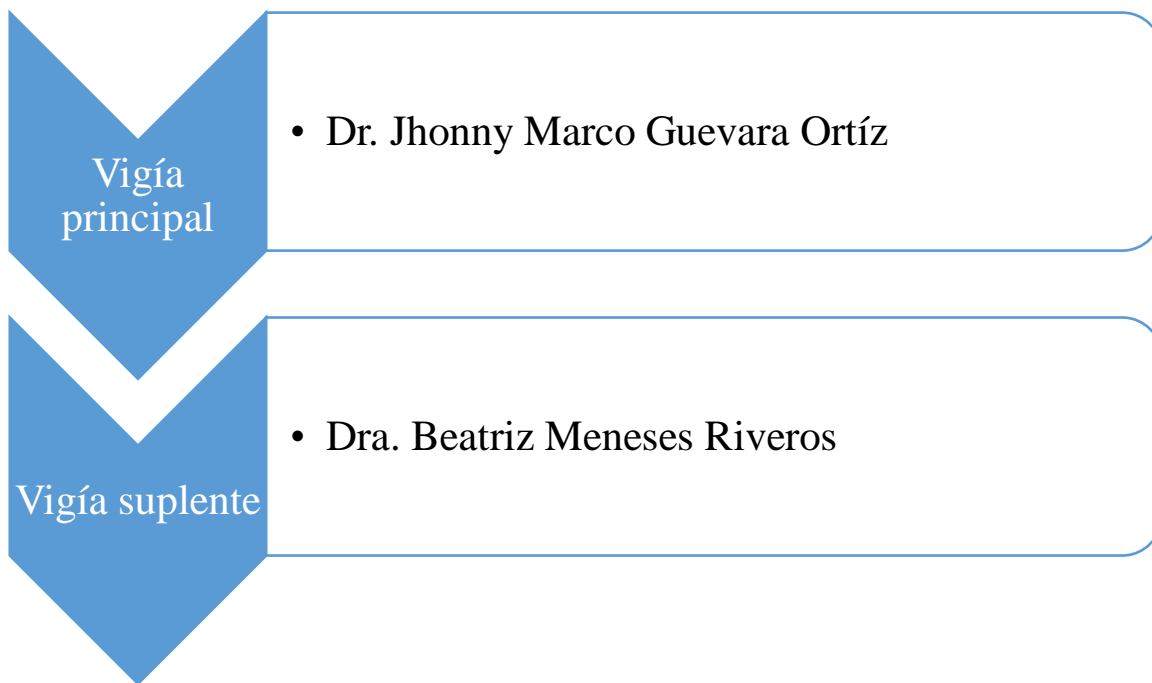 Vigía
principal
• Dr. Jhonny Marco Guevara Ortíz
Vigía suplente
• Dra. Beatriz Meneses Riveros